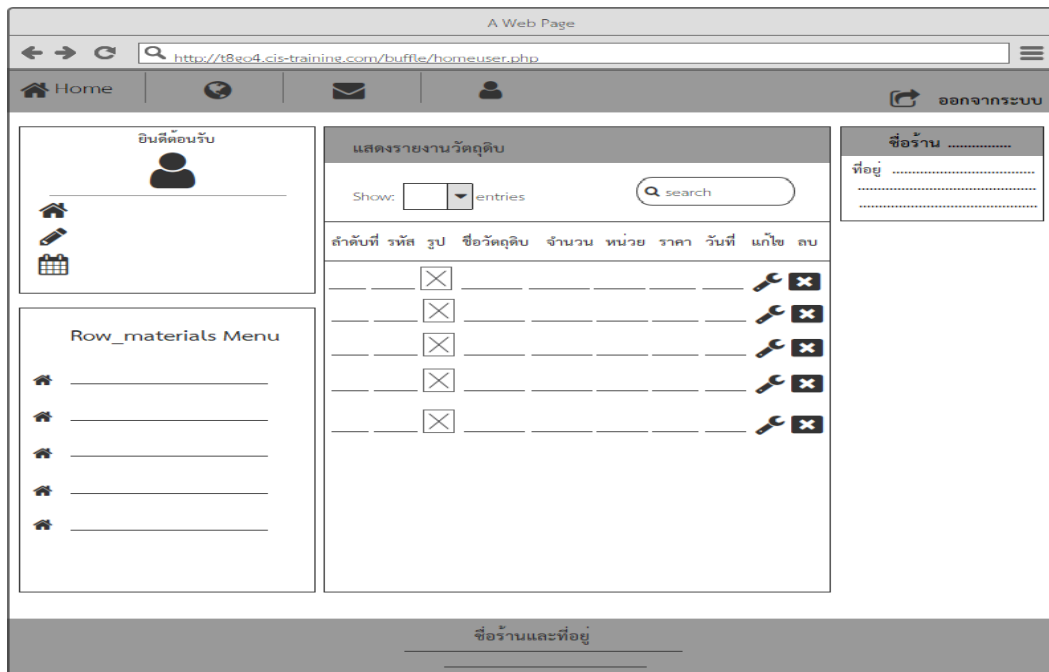 A Web Page
http://t8go4.cis-training.com/buffle/homeuser.php
Home
ออกจากระบบ
ยินดีต้อนรับ
แสดงรายงานวัตถุดิบ
Show: entries
search
ลำดับที่ รหัส รูป ชื่อวัตถุดิบ จำนวน หน่วย ราคา วันที่ แก้ไข ลบ
Row_materials Menu
ชื่อร้าน ................
ที่อยู่ ....................................
.............................................
.............................................
ชื่อร้านและที่อยู่